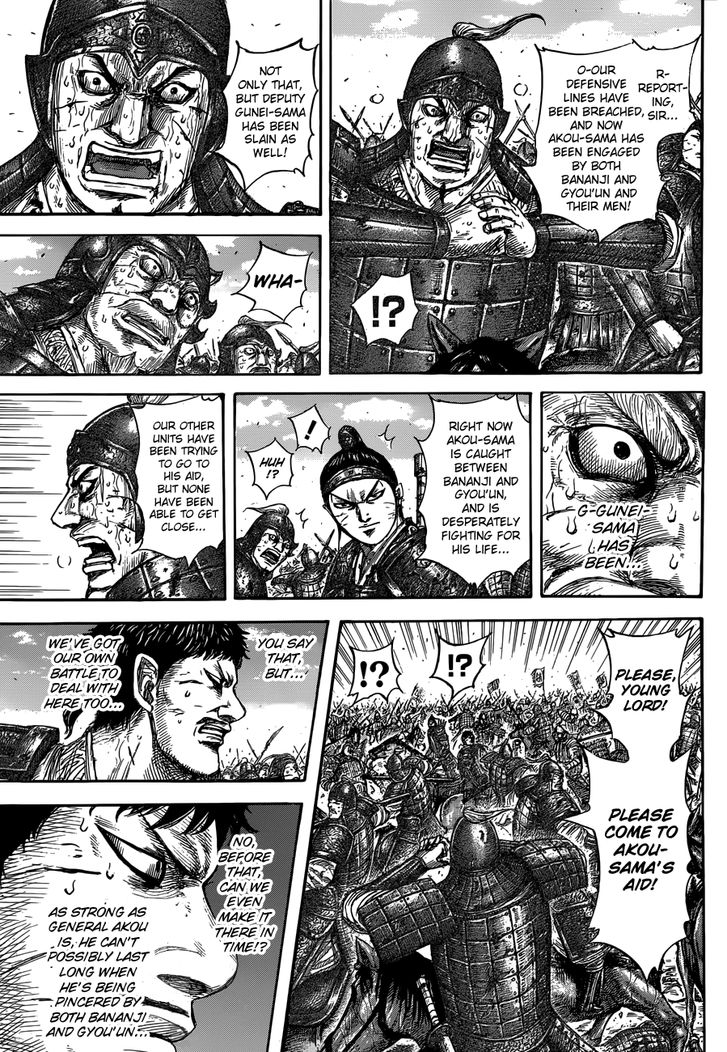 R-
REPORT-
ING,
SIR...
O-OUR
DEFENSIVE
LINES HAVE
BEEN BREACHED,
AND NOW
AKOU-SAMA HAS
BEEN ENGAGED
BY BOTH
BANANJI AND
GYOU'UN AND
THEIR MEN!
!?
NOT
ONLY THAT,
BUT DEPUTY
GUNEI-SAMA
HAS BEEN
SLAIN AS
WELL!
WHA-
G-GUNEI-
SAMA
HAS
BEEN...
RIGHT NOW
AKOU-SAMA
IS CAUGHT
BETWEEN
BANANJI AND
GYOU'UN, AND
IS DESPERATELY
FIGHTING FOR
HIS LIFE...
!
HUH
!?
OUR OTHER
UNITS HAVE
BEEN TRYING
TO GO TO
HIS AID,
BUT NONE
HAVE BEEN
ABLE TO GET
CLOSE...
PLEASE,
YOUNG
LORD!
PLEASE
COME TO
AKOU-
SAMA'S
AID!
!?
!?
YOU SAY
THAT,
BUT...
WE'VE GOT
OUR OWN
BATTLE TO
DEAL WITH
HERE TOO...
NO,
BEFORE
THAT,
CAN WE
EVEN
MAKE IT
THERE IN
TIME!?
AS STRONG AS
GENERAL AKOU
IS, HE CAN'T
POSSIBLY LAST
LONG WHEN
HE'S BEING
PINCERED BY
BOTH BANANJI
AND GYOU'UN...